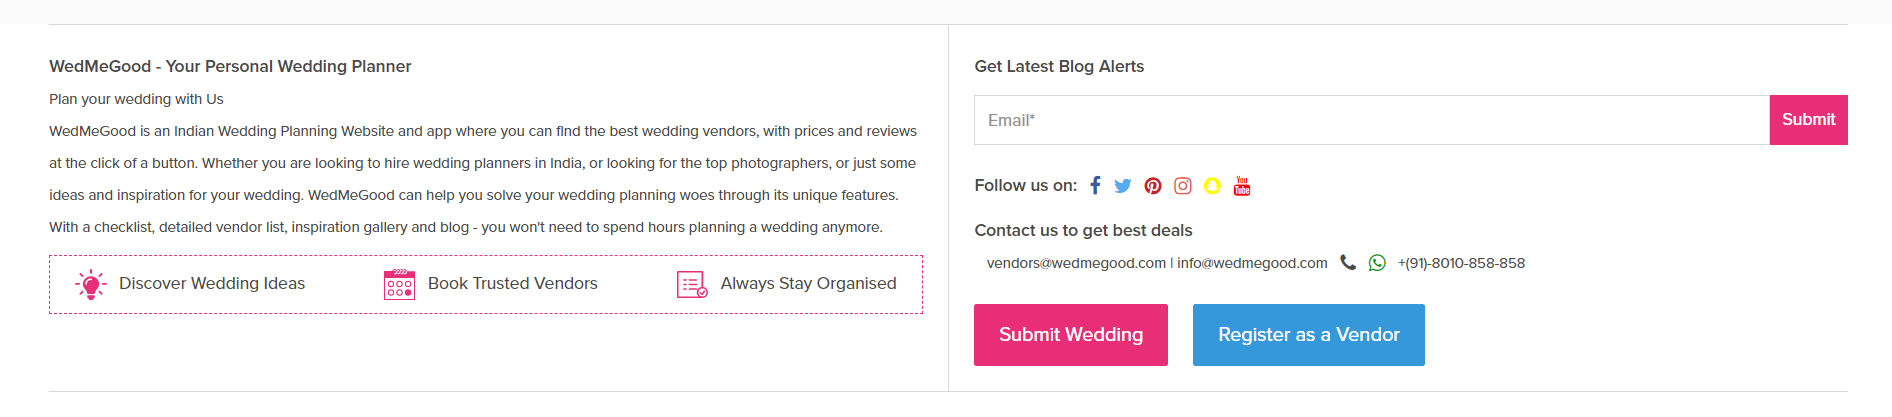 WedMeGood - Your Personal Wedding Planner
Plan your wedding with Us
WedMeGood is an Indian Wedding Planning Website and app where you can find the best wedding vendors, with prices and reviews
at the click of a button. Whether you are looking to hire wedding planners in India, or looking for the top photographers, or just some
ideas and inspiration for your wedding. WedMeGood can help you solve your wedding planning woes through its unique features.
With a checklist, detailed vendor list, inspiration gallery and blog - you won't need to spend hours planning a wedding anymore.
Discover Wedding Ideas
Book Trusted Vendors
Always Stay Organised
Get Latest Blog Alerts
Email*
Submit
Follow us on:
You
Tube
Contact us to get best deals
vendors@wedmegood.com | info@wedmegood.com +(91)-8010-858-858
Submit Wedding
Register as a Vendor